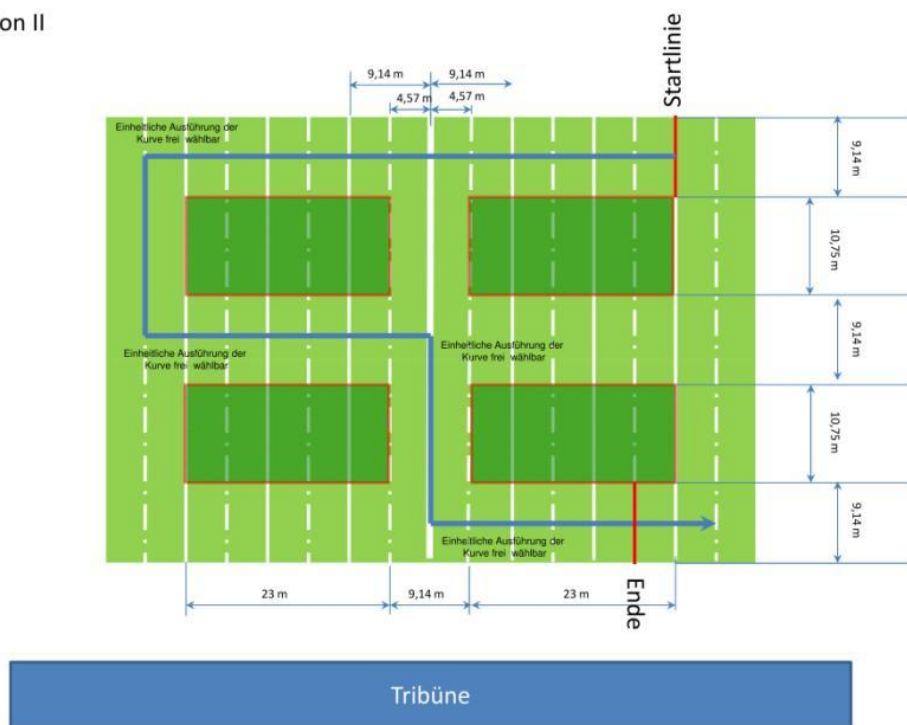 on II
Startlinie
9,14 m
9,14 m
4,57 m
4,57 m
Einheitliche Ausführung der
Kurve frei wählbar
9,14 m
10,75 m
9,14 m
Einheitliche Ausführung der
Kurve frei wählbar
Einheitliche Ausführung der
Kurve frei wählbar
10,75 m
9,14 m
Einheitliche Ausführung der
Kurve frei wählbar
23 m
9,14 m
23 m
Ende
Tribüne